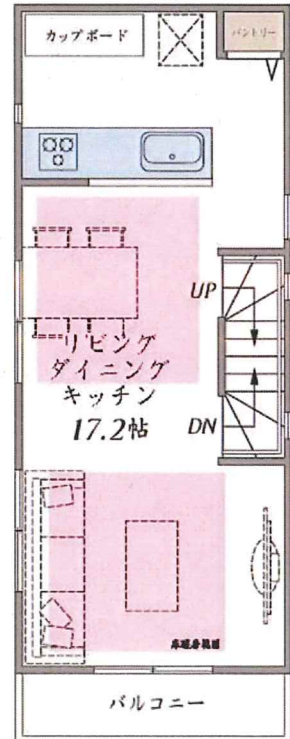 カップボード
パントリー
UP
リビング
ダイニング
キッチン
17.2帖
DN
バルコニー